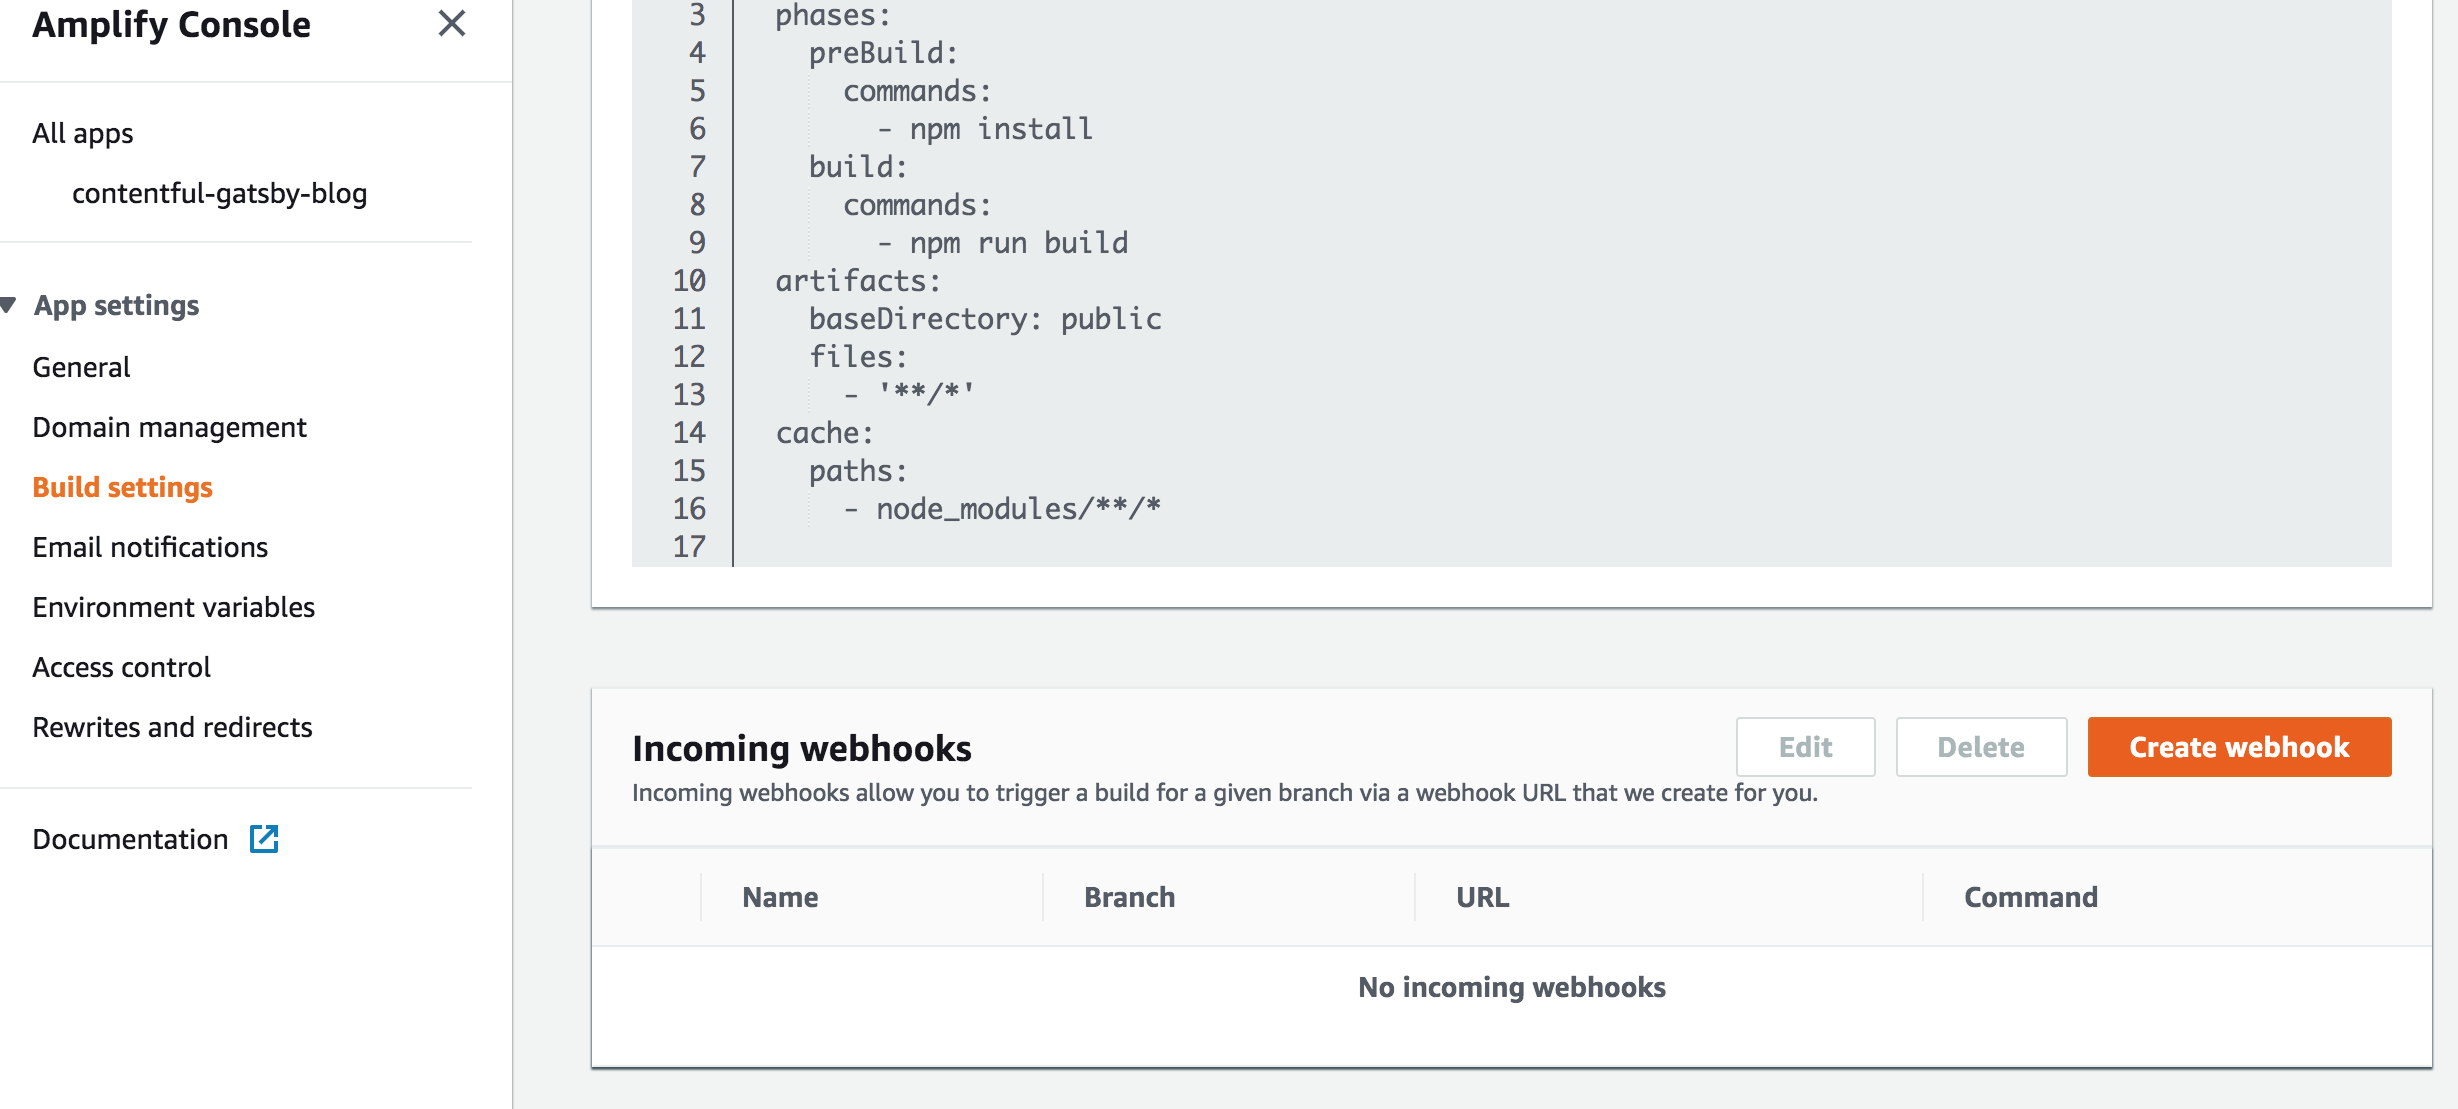 Amplify Console
All apps
contentful-gatsby-blog
App settings
General
Domain management
Build settings
Email notifications
Environment variables
Access control
Rewrites and redirects
Documentation
3 phases:
4 preBuild:
5 commands:
6 - npm install
7 build:
8 commands:
9 - npm run build
10 artifacts:
11 baseDirectory: public
12 files:
13 - '**/*'
14 cache:
15 paths:
16 - node_modules/**/*
17
Incoming webhooks
Edit Delete Create webhook
Incoming webhooks allow you to trigger a build for a given branch via a webhook URL that we create for you.
Name Branch URL Command
No incoming webhooks